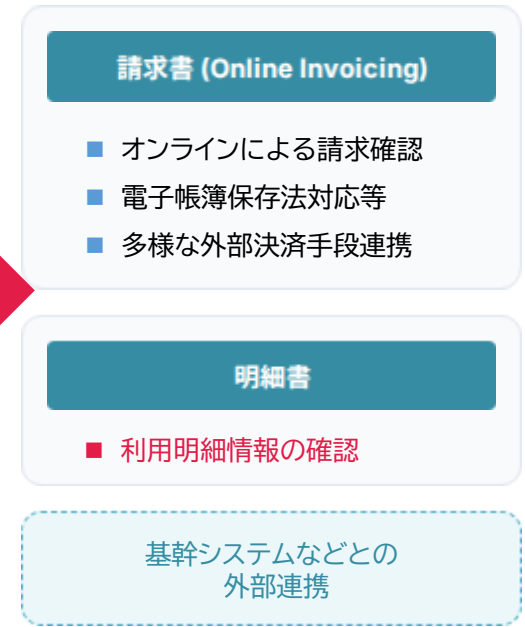 請求書 (Online Invoicing)
オンラインによる請求確認
電子帳簿保存法対応等
多様な外部決済手段連携
明細書
利用明細情報の確認
基幹システムなどとの
外部連携